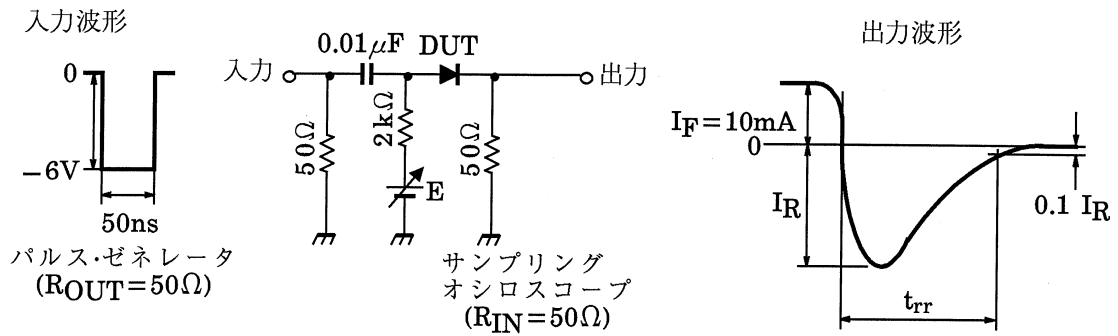 入力波形
0
−6V
50ns
パルス・ゼネレータ
(ROUT=50Ω)
0.01μF DUT
入力
出力
50Ω
2kΩ
50Ω
E
サンプリング
オシロスコープ
(RIN=50Ω)
出力波形
IF=10mA
0
IR
0.1 IR
trr